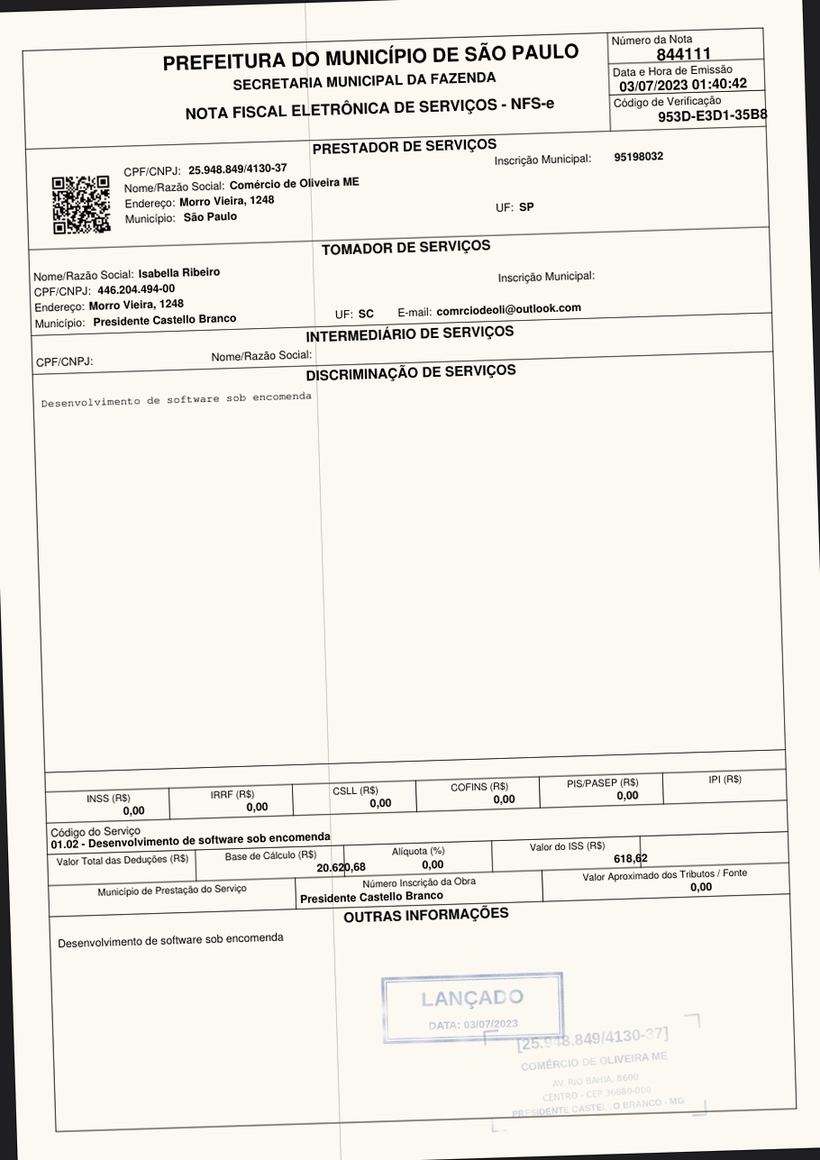 PREFEITURA DO MUNICÍPIO DE SÃO PAULO
SECRETARIA MUNICIPAL DA FAZENDA
NOTA FISCAL ELETRÔNICA DE SERVIÇOS - NFS-e
Número da Nota
844111
Data e Hora de Emissão
03/07/2023 01:40:42
Código de Verificação
953D-E3D1-35B8
PRESTADOR DE SERVIÇOS
CPF/CNPJ: 25.948.849/4130-37 Inscrição Municipal: 95198032
Nome/Razão Social: Comércio de Oliveira ME
Endereço: Morro Vieira, 1248
Município: São Paulo UF: SP
TOMADOR DE SERVIÇOS
Nome/Razão Social: Isabella Ribeiro Inscrição Municipal:
CPF/CNPJ: 446.204.494-00
Endereço: Morro Vieira, 1248
Município: Presidente Castello Branco UF: SC E-mail: comrciodeoli@outlook.com
INTERMEDIÁRIO DE SERVIÇOS
CPF/CNPJ: Nome/Razão Social:
DISCRIMINAÇÃO DE SERVIÇOS
Desenvolvimento de software sob encomenda
INSS (R$) IRRF (R$) CSLL (R$) COFINS (R$) PIS/PASEP (R$) IPI (R$)
0,00 0,00 0,00 0,00 0,00
Código do Serviço
01.02 - Desenvolvimento de software sob encomenda
Valor Total das Deduções (R$) Base de Cálculo (R$) Alíquota (%) Valor do ISS (R$)
20.620,68 0,00 618,62
Município de Prestação do Serviço Número Inscrição da Obra Valor Aproximado dos Tributos / Fonte
Presidente Castello Branco 0,00
OUTRAS INFORMAÇÕES
Desenvolvimento de software sob encomenda
LANÇADO
DATA: 03/07/2023
[25.948.849/4130-37]
COMÉRCIO DE OLIVEIRA ME
AV. RIO BAHIA, 8600
CENTRO - CEP 36880-000
PRESIDENTE BRANCO - MG